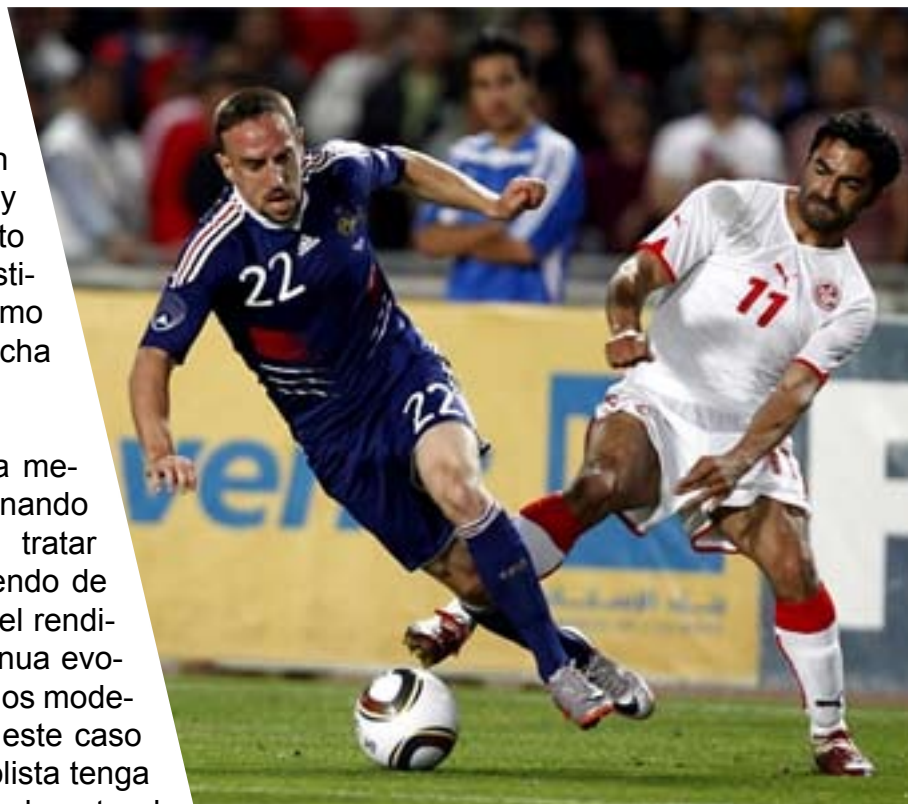 n
y
to
sti-
mo
cha
a me-
nando
tratar
endo de
el rendi-
nua evo-
os mode-
este caso
olista tenga
22
22
11
11